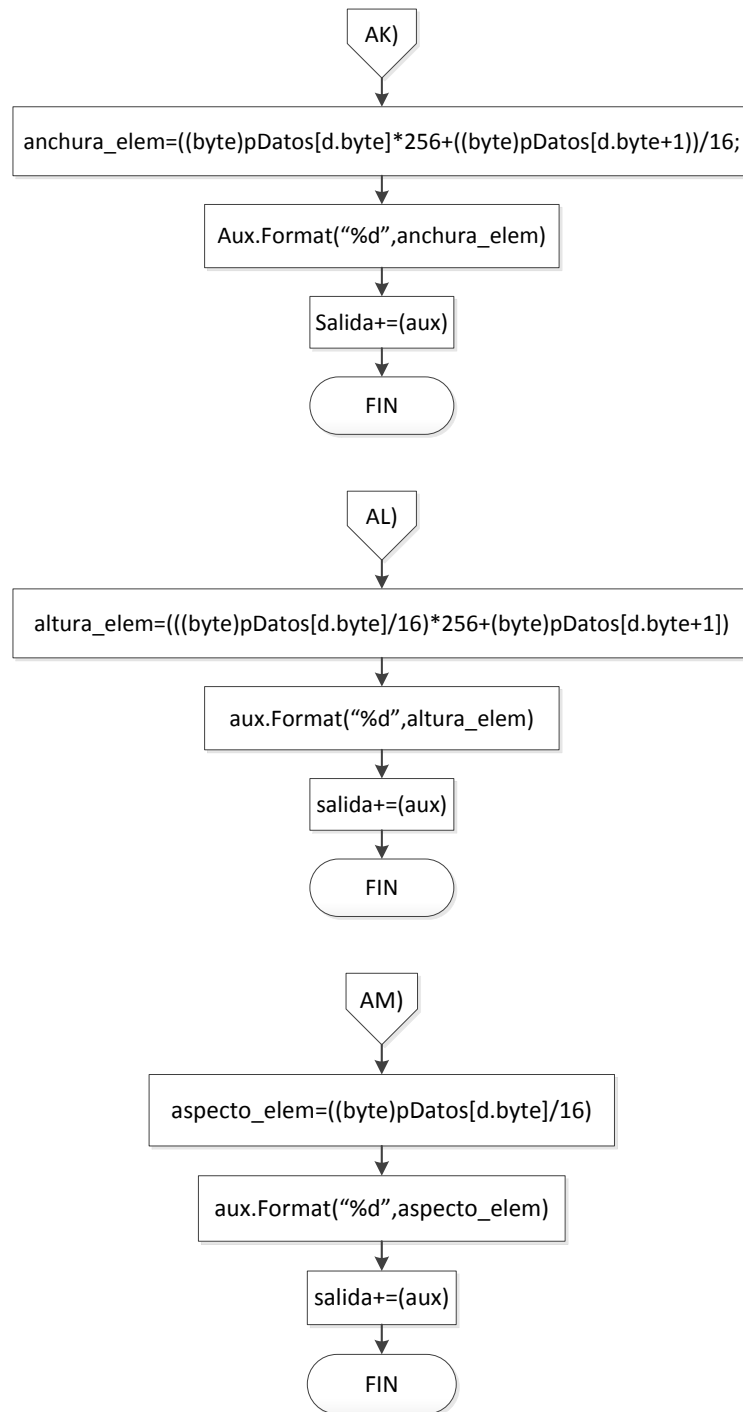 AK)
anchura_elem=((byte)pDatos[d.byte]*256+((byte)pDatos[d.byte+1))/16;
Aux.Format(“%d”,anchura_elem)
Salida+=(aux)
FIN
AL)
altura_elem=(((byte)pDatos[d.byte]/16)*256+(byte)pDatos[d.byte+1])
aux.Format(“%d”,altura_elem)
salida+=(aux)
FIN
AM)
aspecto_elem=((byte)pDatos[d.byte]/16)
aux.Format(“%d”,aspecto_elem)
salida+=(aux)
FIN